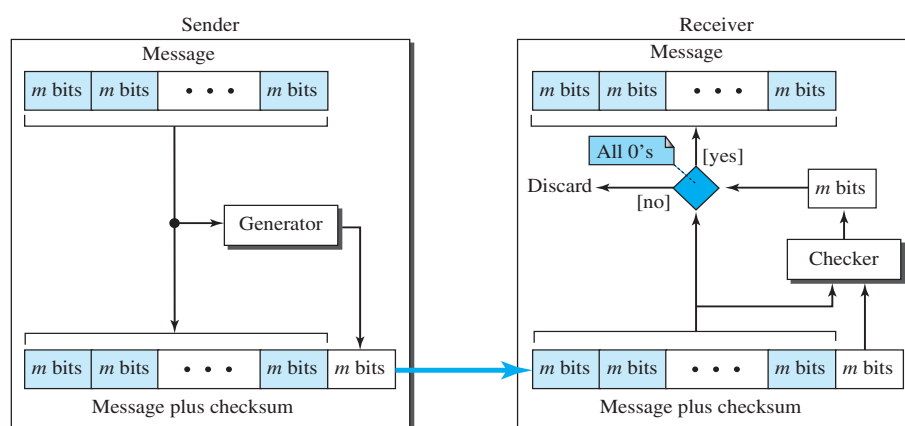 Sender
Message
m bits m bits • • • m bits
Generator
m bits m bits • • • m bits m bits
Message plus checksum
Receiver
Message
m bits m bits • • • m bits
All 0's
[yes]
Discard
[no]
m bits
Checker
m bits m bits • • • m bits m bits
Message plus checksum